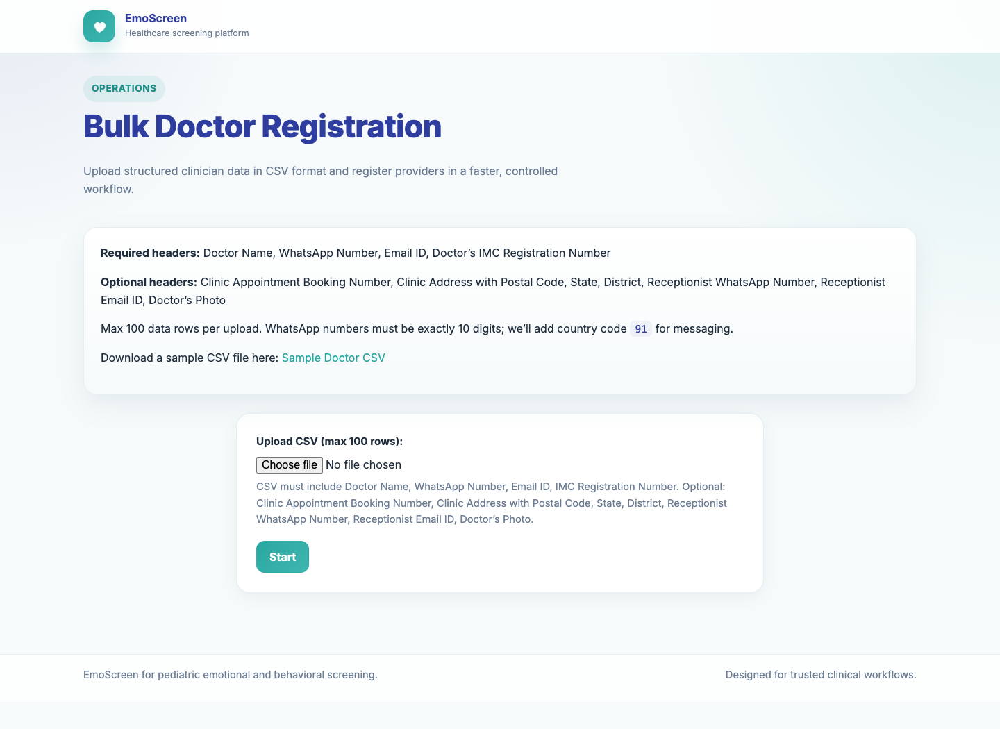 EmoScreen
Healthcare screening platform
OPERATIONS
Bulk Doctor Registration
Upload structured clinician data in CSV format and register providers in a faster, controlled
workflow.
Required headers: Doctor Name, WhatsApp Number, Email ID, Doctor’s IMC Registration Number
Optional headers: Clinic Appointment Booking Number, Clinic Address with Postal Code, State, District, Receptionist WhatsApp Number, Receptionist
Email ID, Doctor’s Photo
Max 100 data rows per upload. WhatsApp numbers must be exactly 10 digits; we’ll add country code 91 for messaging.
Download a sample CSV file here: Sample Doctor CSV
Upload CSV (max 100 rows):
Choose file No file chosen
CSV must include Doctor Name, WhatsApp Number, Email ID, IMC Registration Number. Optional:
Clinic Appointment Booking Number, Clinic Address with Postal Code, State, District, Receptionist
WhatsApp Number, Receptionist Email ID, Doctor’s Photo.
Start
EmoScreen for pediatric emotional and behavioral screening.
Designed for trusted clinical workflows.